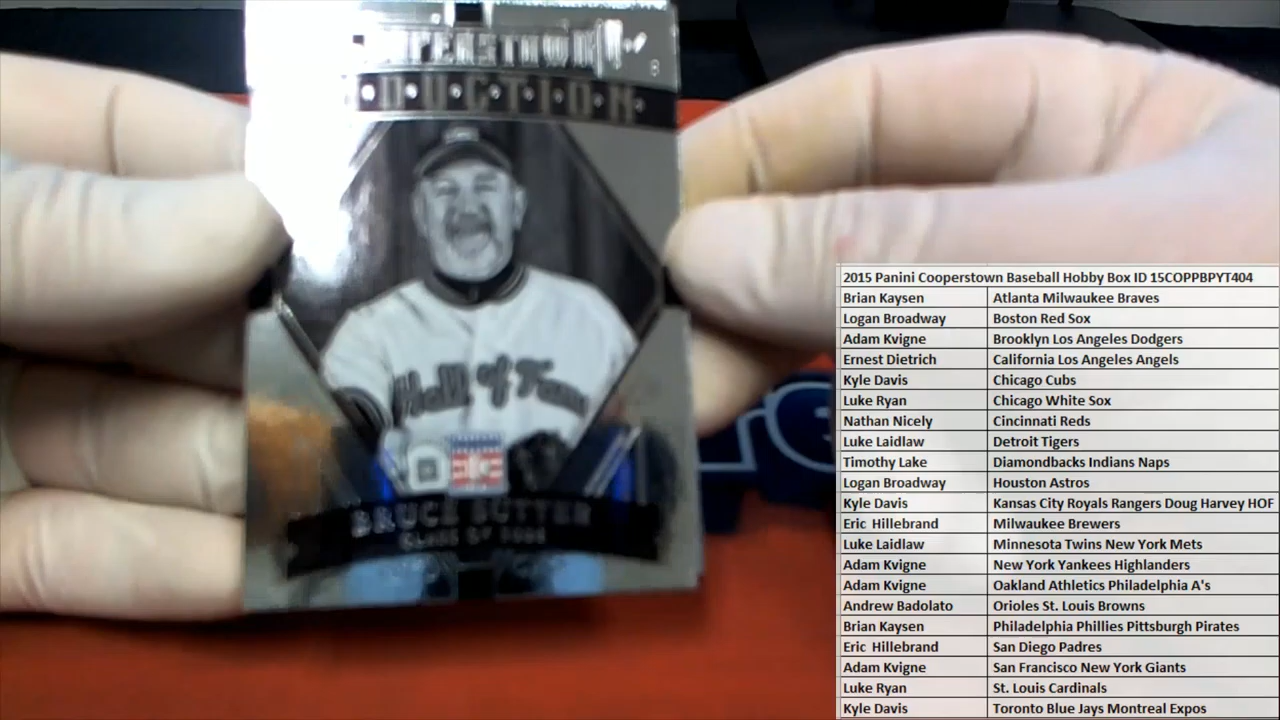 D·U·C·T·I·O·N
Hall of Fame
BRUCE SUTTER
CLASS OF 2006
2015 Panini Cooperstown Baseball Hobby Box ID 15COPPBPYT404
Brian Kaysen Atlanta Milwaukee Braves
Logan Broadway Boston Red Sox
Adam Kvigne Brooklyn Los Angeles Dodgers
Ernest Dietrich California Los Angeles Angels
Kyle Davis Chicago Cubs
Luke Ryan Chicago White Sox
Nathan Nicely Cincinnati Reds
Luke Laidlaw Detroit Tigers
Timothy Lake Diamondbacks Indians Naps
Logan Broadway Houston Astros
Kyle Davis Kansas City Royals Rangers Doug Harvey HOF
Eric Hillebrand Milwaukee Brewers
Luke Laidlaw Minnesota Twins New York Mets
Adam Kvigne New York Yankees Highlanders
Adam Kvigne Oakland Athletics Philadelphia A's
Andrew Badolato Orioles St. Louis Browns
Brian Kaysen Philadelphia Phillies Pittsburgh Pirates
Eric Hillebrand San Diego Padres
Adam Kvigne San Francisco New York Giants
Luke Ryan St. Louis Cardinals
Kyle Davis Toronto Blue Jays Montreal Expos